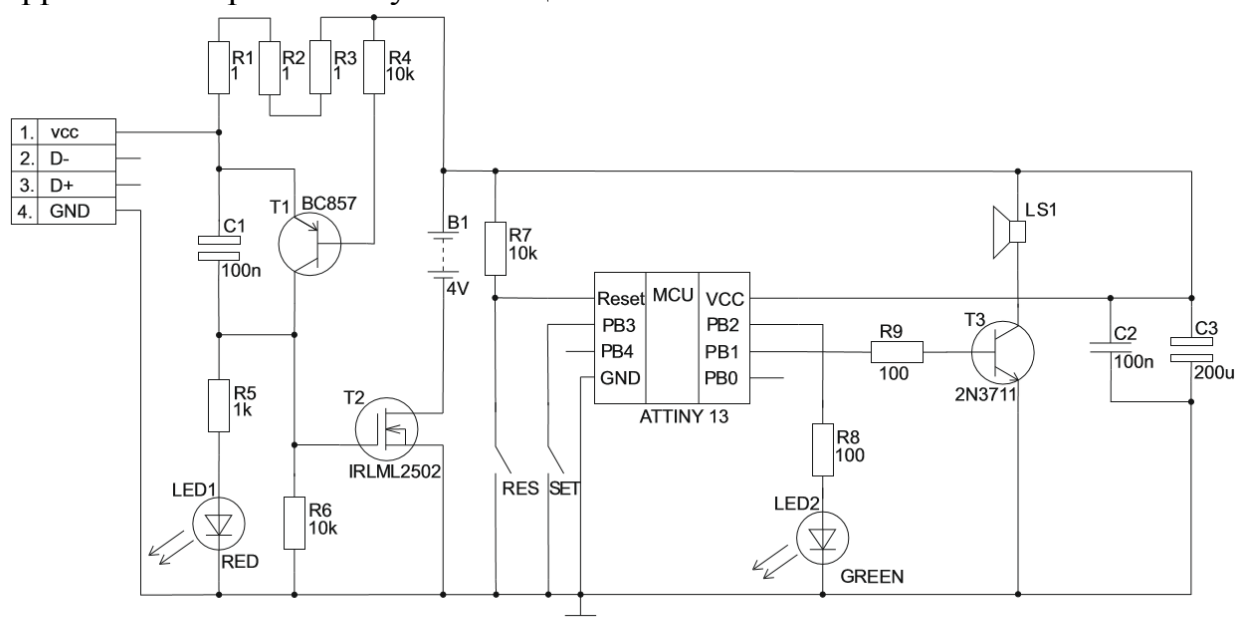 R1
1
R2
1
R3
1
R4
10k
1. vcc
2. D-
3. D+
4. GND
T1
BC857
C1
100n
B1
4V
R7
10k
LS1
Reset MCU VCC
PB3 PB2
PB4 PB1
GND PB0
ATTINY 13
R9
100
T3
2N3711
C2
100n
C3
200u
R5
1k
T2
IRLML2502
R8
100
RES SET
LED1
RED
R6
10k
LED2
GREEN